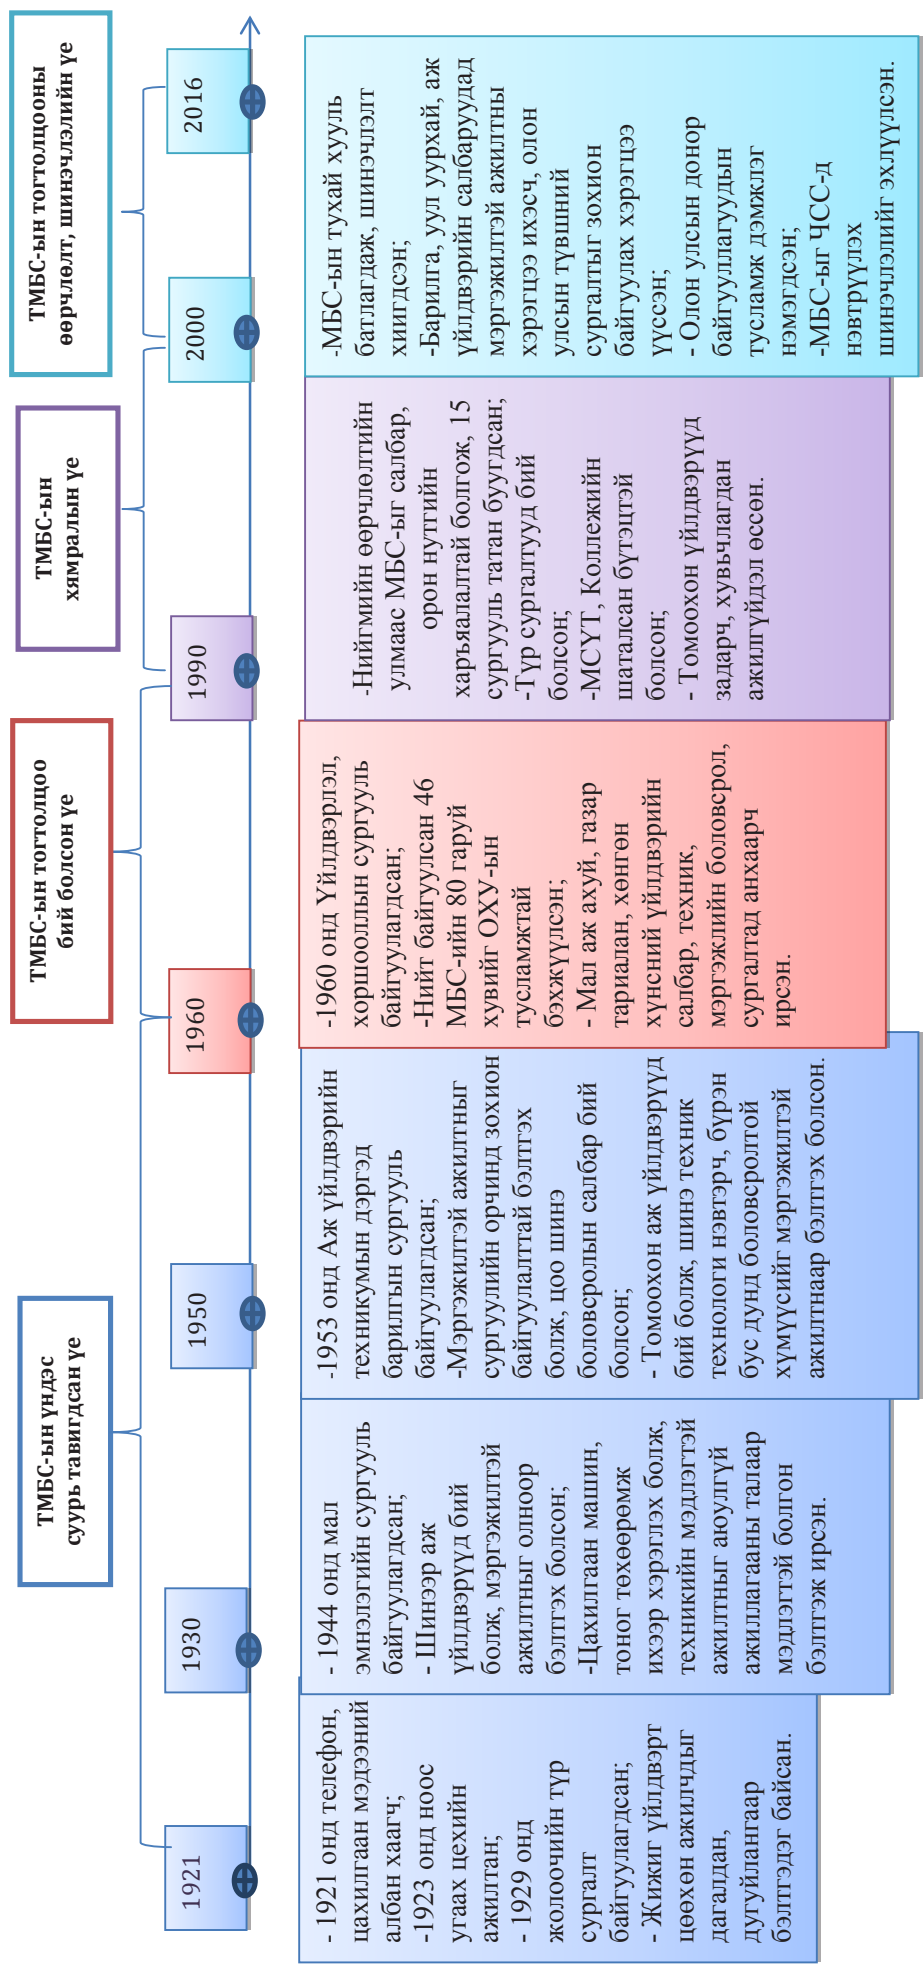 ТМБС-ын үндэс
суурь тавигдсан үе
ТМБС-ын тогтолцоо
бий болсон үе
ТМБС-ын
хямралын үе
ТМБС-ын тогтолцооны
өөрчлөлт, шинэчлэлийн үе
1921
1930
1950
1960
1990
2000
2016
- 1921 онд телефон,
цахилгаан мэдээний
албан хаагч;
-1923 онд ноос
угаах цехийн
ажилтан;
- 1929 онд
жолоочийн түр
сургалт
байгуулагдсан;
- Жижиг үйлдвэрт
цөөхөн ажилчдыг
дагалдан,
дугуйлангаар
бэлтгэдэг байсан.
- 1944 онд мал
эмнэлэгийн сургууль
байгуулагдсан;
- Шинээр аж
үйлдвэрүүд бий
болж, мэргэжилтэй
ажилтныг олноор
бэлтгэх болсон;
-Цахилгаан машин,
тоног төхөөрөмж
ихээр хэрэглэх болж,
техникийн мэдлэгтэй
ажилтныг аюулгүй
ажиллагааны талаар
мэдлэгтэй болгон
бэлтгэж ирсэн.
-1953 онд Аж үйлдвэрийн
техникумын дэргэд
барилгын сургууль
байгуулагдсан;
-Мэргэжилтэй ажилтныг
сургуулийн орчинд зохион
байгуулалттай бэлтгэх
болж, цоо шинэ
боловсролын салбар бий
болсон;
- Томоохон аж үйлдвэрүүд
бий болж, шинэ техник
технологи нэвтэрч, бүрэн
бус дунд боловсролтой
хүмүүсийг мэргэжилтэй
ажилтнаар бэлтгэх болсон.
-1960 онд Үйлдвэрлэл,
хоршооллын сургууль
байгуулагдсан;
-Нийт байгуулсан 46
МБС-ийн 80 гаруй
хувийг ОХУ-ын
тусламжтай
бэхжүүлсэн;
- Мал аж ахуй, газар
тариалан, хөнгөн
хүнсний үйлдвэрийн
салбар, техник,
мэргэжлийн боловсрол,
сургалтад анхаарч
ирсэн.
-Нийгмийн өөрчлөлтийн
улмаас МБС-ыг салбар,
орон нутгийн
харъяалалтай болгож, 15
сургууль татан буугдсан;
-Түр сургалтууд бий
болсон;
-МСҮТ, Коллежийн
шаталсан бүтэцтэй
болсон;
- Томоохон үйлдвэрүүд
задарч, хувьчлагдан
ажилгүйдэл өссөн.
-МБС-ын тухай хууль
батлагдаж, шинэчлэлт
хиигдсэн;
-Барилга, уул уурхай, аж
үйлдвэрийн салбаруудад
мэргэжилтэй ажилтны
хэрэгцээ ихэсч, олон
улсын түвшний
сургалтыг зохион
байгуулах хэрэгцээ
үүссэн;
- Олон улсын донор
байгууллагуудын
тусламж дэмжлэг
нэмэгдсэн;
-МБС-ыг ЧСС-д
нэвтрүүлэх
шинэчлэлийг эхлүүлсэн.